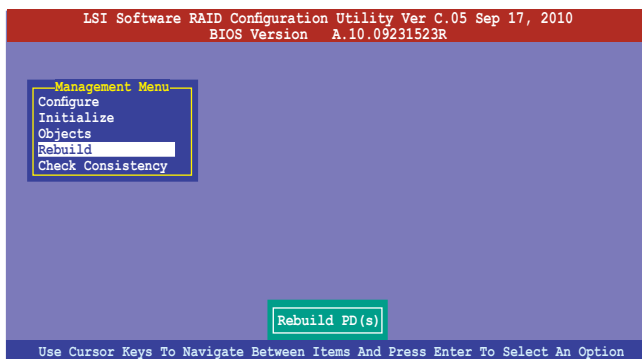 LSI Software RAID Configuration Utility Ver C.05 Sep 17, 2010
BIOS Version A.10.09231523R
Management Menu
Configure
Initialize
Objects
Rebuild
Check Consistency
Rebuild PD(s)
Use Cursor Keys To Navigate Between Items And Press Enter To Select An Option